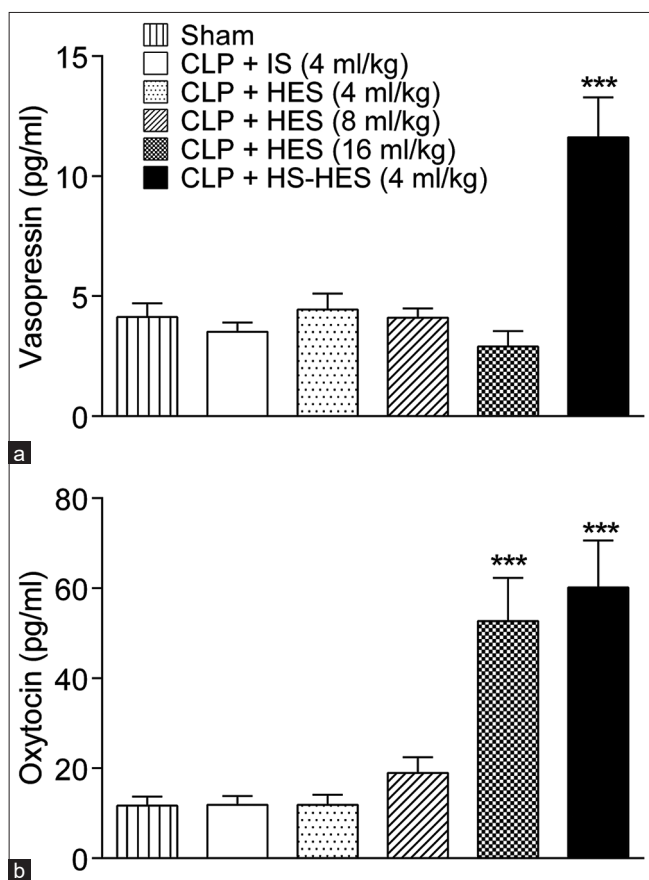 Sham
CLP + IS (4 ml/kg)
CLP + HES (4 ml/kg)
CLP + HES (8 ml/kg)
CLP + HES (16 ml/kg)
CLP + HS-HES (4 ml/kg)
Vasopressin (pg/ml)
15
10
5
0
***
a
Oxytocin (pg/ml)
80
60
40
20
0
***
***
b